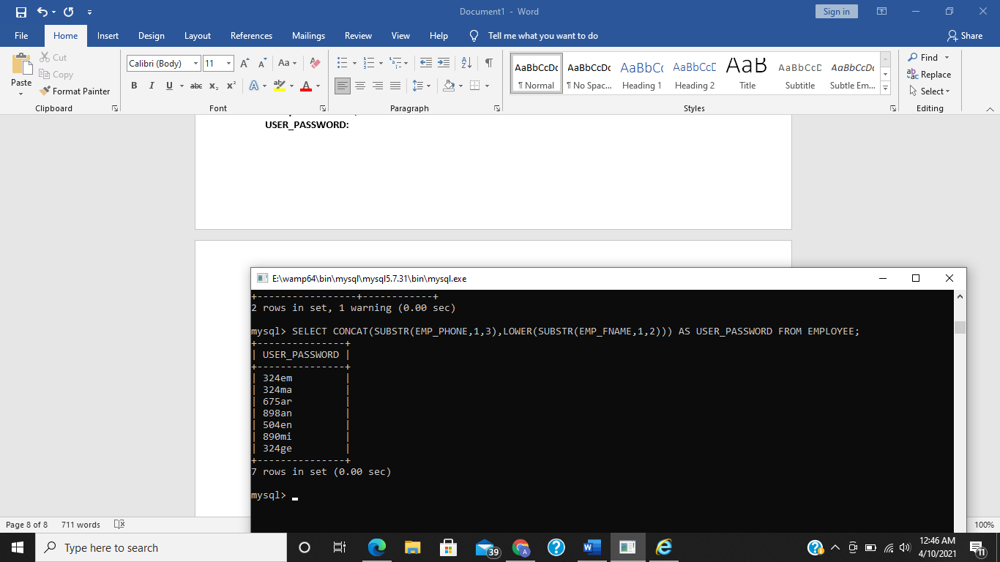 Document1 - Word
Sign in
File Home Insert Design Layout References Mailings Review View Help Tell me what you want to do Share
Paste
Cut
Copy
Format Painter
Clipboard
Calibri (Body) 11 A A Aa A
B I U abc x₂ x² A ab A
Font
Paragraph
AaBbCcDc AaBbCcDc AaBbCc AaBbCcD AaB AaBbCcD AaBbCcDc
¶ Normal ¶ No Spac... Heading 1 Heading 2 Title Subtitle Subtle Em...
Styles
Find
Replace
Select
Editing
USER_PASSWORD:
E:\wamp64\bin\mysql\mysql5.7.31\bin\mysql.exe
+-----------------+------------+
2 rows in set, 1 warning (0.00 sec)
mysql> SELECT CONCAT(SUBSTR(EMP_PHONE,1,3),LOWER(SUBSTR(EMP_FNAME,1,2))) AS USER_PASSWORD FROM EMPLOYEE;
+---------------+
| USER_PASSWORD |
+---------------+
| 324em |
| 324ma |
| 675ar |
| 898an |
| 504en |
| 890mi |
| 324ge |
+---------------+
7 rows in set (0.00 sec)
mysql>
Page 8 of 8 711 words 100%
Type here to search
39
A
12:46 AM
4/10/2021
11